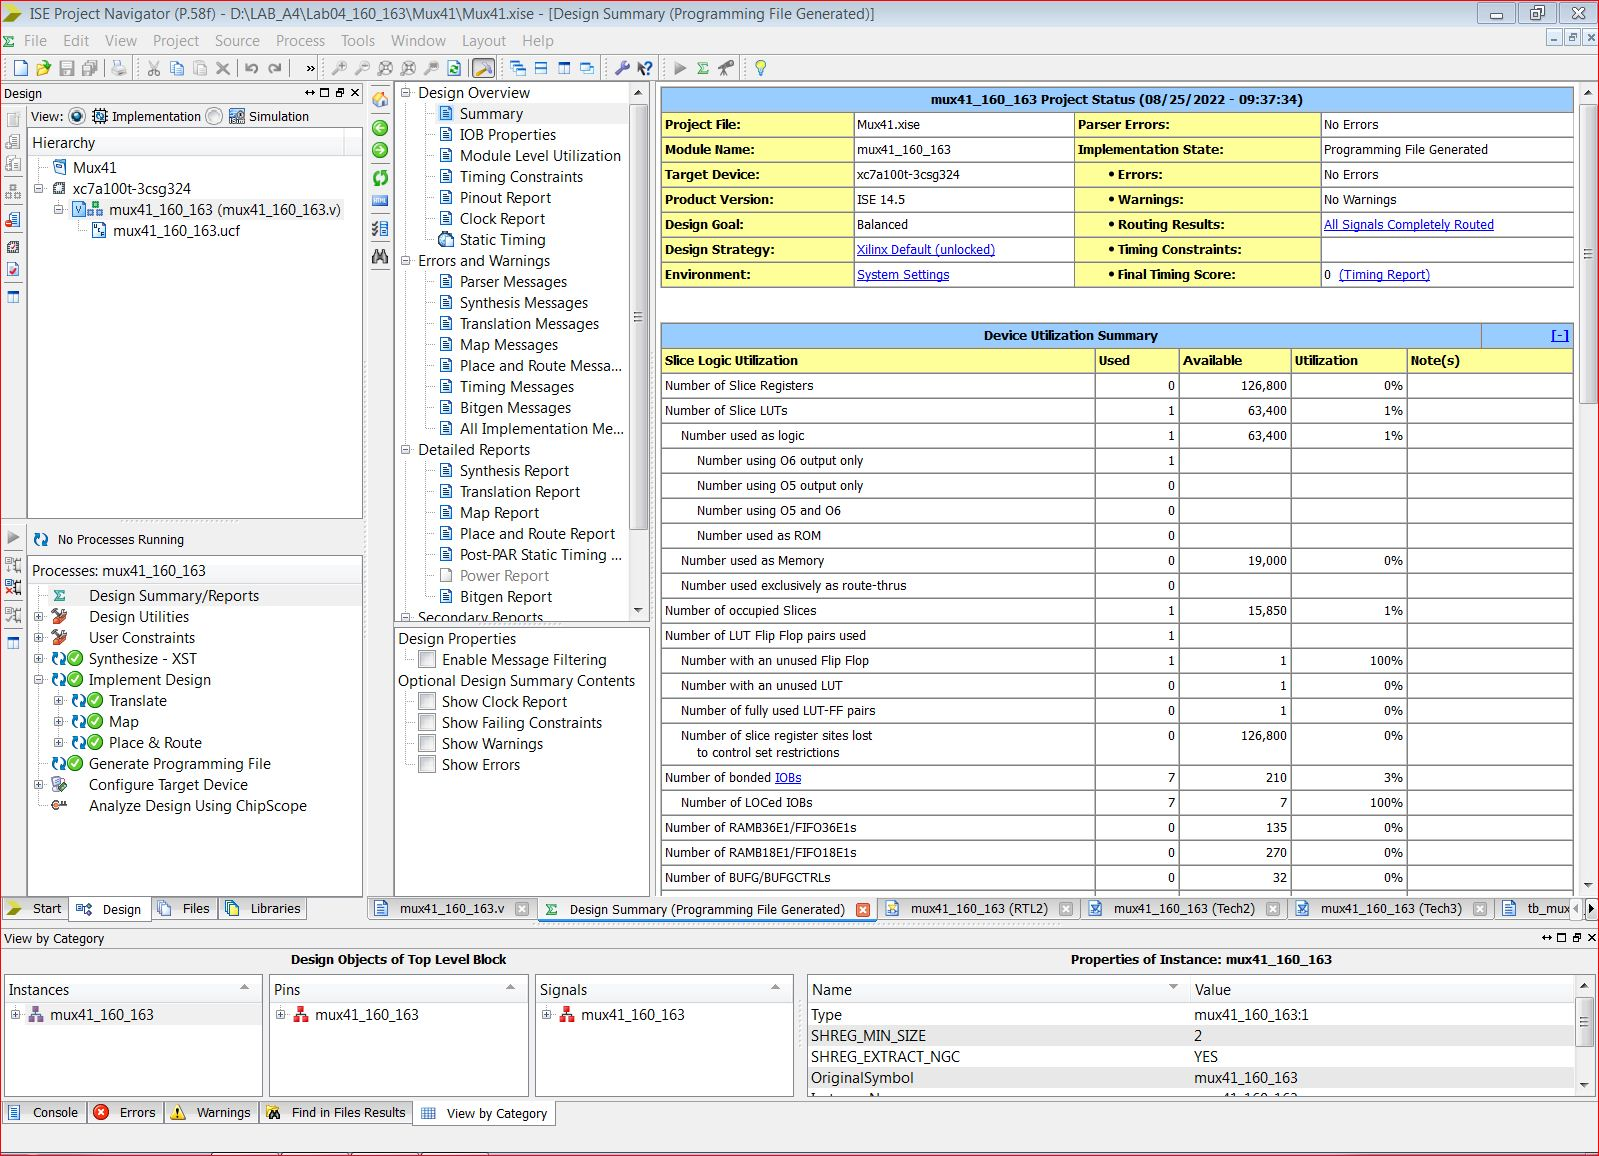 ISE Project Navigator (P.58f) - D:\LAB_A4\Lab04_160_163\Mux41\Mux41.xise - [Design Summary (Programming File Generated)]
File Edit View Project Source Process Tools Window Layout Help
Design
View: Implementation Simulation
Hierarchy
Mux41
xc7a100t-3csg324
mux41_160_163 (mux41_160_163.v)
mux41_160_163.ucf
No Processes Running
Processes: mux41_160_163
Design Summary/Reports
Design Utilities
User Constraints
Synthesize - XST
Implement Design
Translate
Map
Place & Route
Generate Programming File
Configure Target Device
Analyze Design Using ChipScope
Start Design Files Libraries
Design Overview
Summary
IOB Properties
Module Level Utilization
Timing Constraints
Pinout Report
Clock Report
Static Timing
Errors and Warnings
Parser Messages
Synthesis Messages
Translation Messages
Map Messages
Place and Route Messa...
Timing Messages
Bitgen Messages
All Implementation Me...
Detailed Reports
Synthesis Report
Translation Report
Map Report
Place and Route Report
Post-PAR Static Timing ...
Power Report
Bitgen Report
Secondary Reports
Design Properties
Enable Message Filtering
Optional Design Summary Contents
Show Clock Report
Show Failing Constraints
Show Warnings
Show Errors
mux41_160_163 Project Status (08/25/2022 - 09:37:34)
Project File: Mux41.xise Parser Errors: No Errors
Module Name: mux41_160_163 Implementation State: Programming File Generated
Target Device: xc7a100t-3csg324 • Errors: No Errors
Product Version: ISE 14.5 • Warnings: No Warnings
Design Goal: Balanced • Routing Results: All Signals Completely Routed
Design Strategy: Xilinx Default (unlocked) • Timing Constraints:
Environment: System Settings • Final Timing Score: 0 (Timing Report)
Device Utilization Summary [-]
Slice Logic Utilization Used Available Utilization Note(s)
Number of Slice Registers 0 126,800 0%
Number of Slice LUTs 1 63,400 1%
Number used as logic 1 63,400 1%
Number using O6 output only 1
Number using O5 output only 0
Number using O5 and O6 0
Number used as ROM 0
Number used as Memory 0 19,000 0%
Number used exclusively as route-thrus 0
Number of occupied Slices 1 15,850 1%
Number of LUT Flip Flop pairs used 1
Number with an unused Flip Flop 1 1 100%
Number with an unused LUT 0 1 0%
Number of fully used LUT-FF pairs 0 1 0%
Number of slice register sites lost
to control set restrictions 0 126,800 0%
Number of bonded IOBs 7 210 3%
Number of LOCed IOBs 7 7 100%
Number of RAMB36E1/FIFO36E1s 0 135 0%
Number of RAMB18E1/FIFO18E1s 0 270 0%
Number of BUFG/BUFGCTRLs 0 32 0%
mux41_160_163.v Design Summary (Programming File Generated) mux41_160_163 (RTL2) mux41_160_163 (Tech2) mux41_160_163 (Tech3) tb_mux
View by Category
Design Objects of Top Level Block Properties of Instance: mux41_160_163
Instances Pins Signals Name Value
mux41_160_163 mux41_160_163 mux41_160_163 Type mux41_160_163:1
SHREG_MIN_SIZE 2
SHREG_EXTRACT_NGC YES
OriginalSymbol mux41_160_163
Console Errors Warnings Find in Files Results View by Category